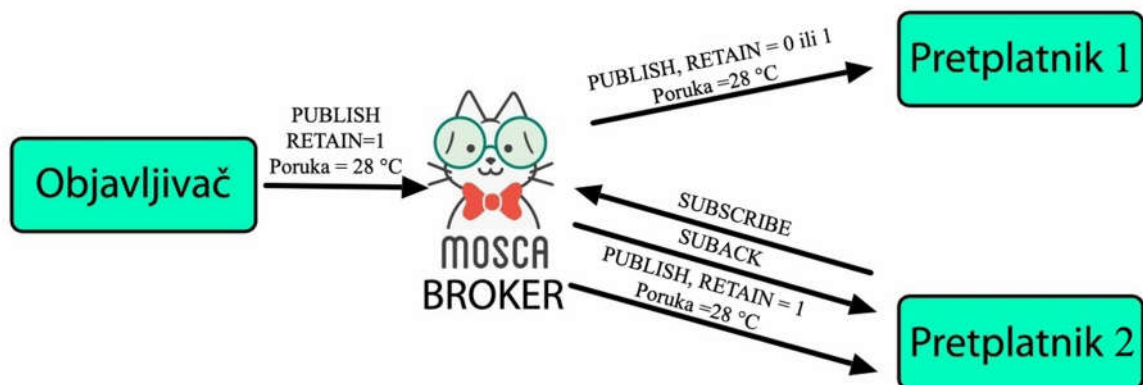 Objavljivač
PUBLISH
RETAIN=1
Poruka = 28 °C
MOSCA
BROKER
PUBLISH, RETAIN = 0 ili 1
Poruka =28 °C
Pretplatnik 1
SUBSCRIBE
SUBACK
PUBLISH, RETAIN = 1
Poruka =28 °C
Pretplatnik 2